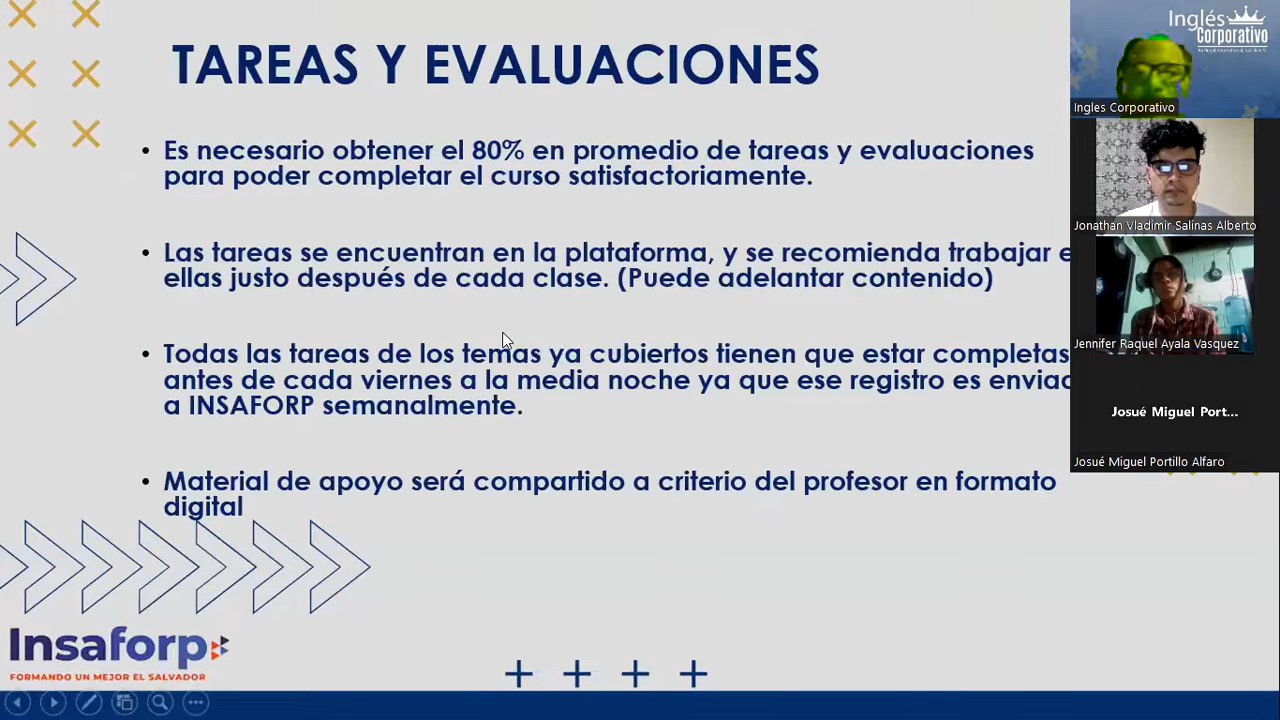 TAREAS Y EVALUACIONES
• Es necesario obtener el 80% en promedio de tareas y evaluaciones
para poder completar el curso satisfactoriamente.
• Las tareas se encuentran en la plataforma, y se recomienda trabajar e
ellas justo después de cada clase. (Puede adelantar contenido)
• Todas las tareas de los temas ya cubiertos tienen que estar completas
antes de cada viernes a la media noche ya que ese registro es enviad
a INSAFORP semanalmente.
• Material de apoyo será compartido a criterio del profesor en formato
digital
Insaforp
FORMANDO UN MEJOR EL SALVADOR
Inglés
Corporativo
Ingles Corporativo
Jonathan Vladimir Salinas Alberto
Jennifer Raquel Ayala Vasquez
Josué Miguel Port...
Josué Miguel Portillo Alfaro